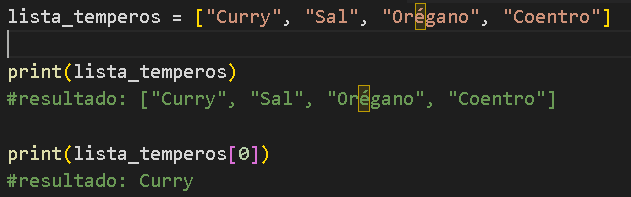 lista_temperos = ["Curry", "Sal", "Orégano", "Coentro"]
print(lista_temperos)
#resultado: ["Curry", "Sal", "Orégano", "Coentro"]
print(lista_temperos[0])
#resultado: Curry